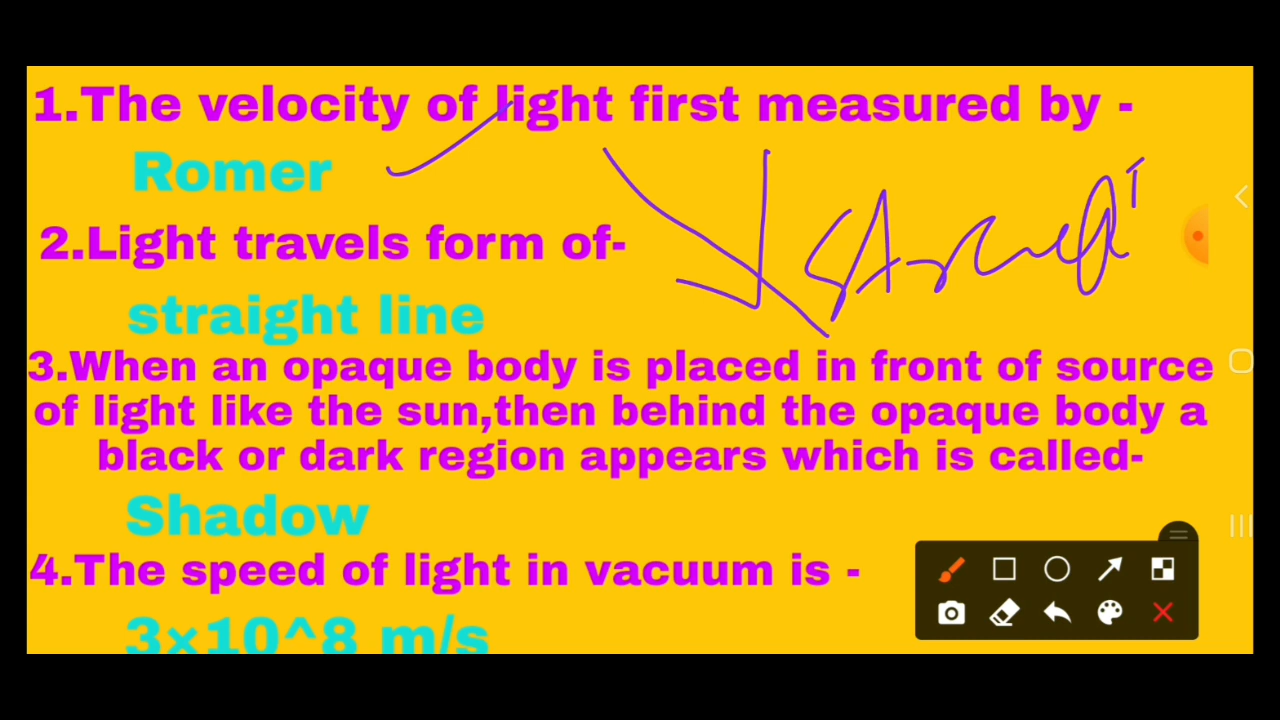 1.The velocity of light first measured by -
Romer
2.Light travels form of-
straight line
3.When an opaque body is placed in front of source
of light like the sun,then behind the opaque body a
black or dark region appears which is called-
Shadow
4.The speed of light in vacuum is -
3×10^8 m/s